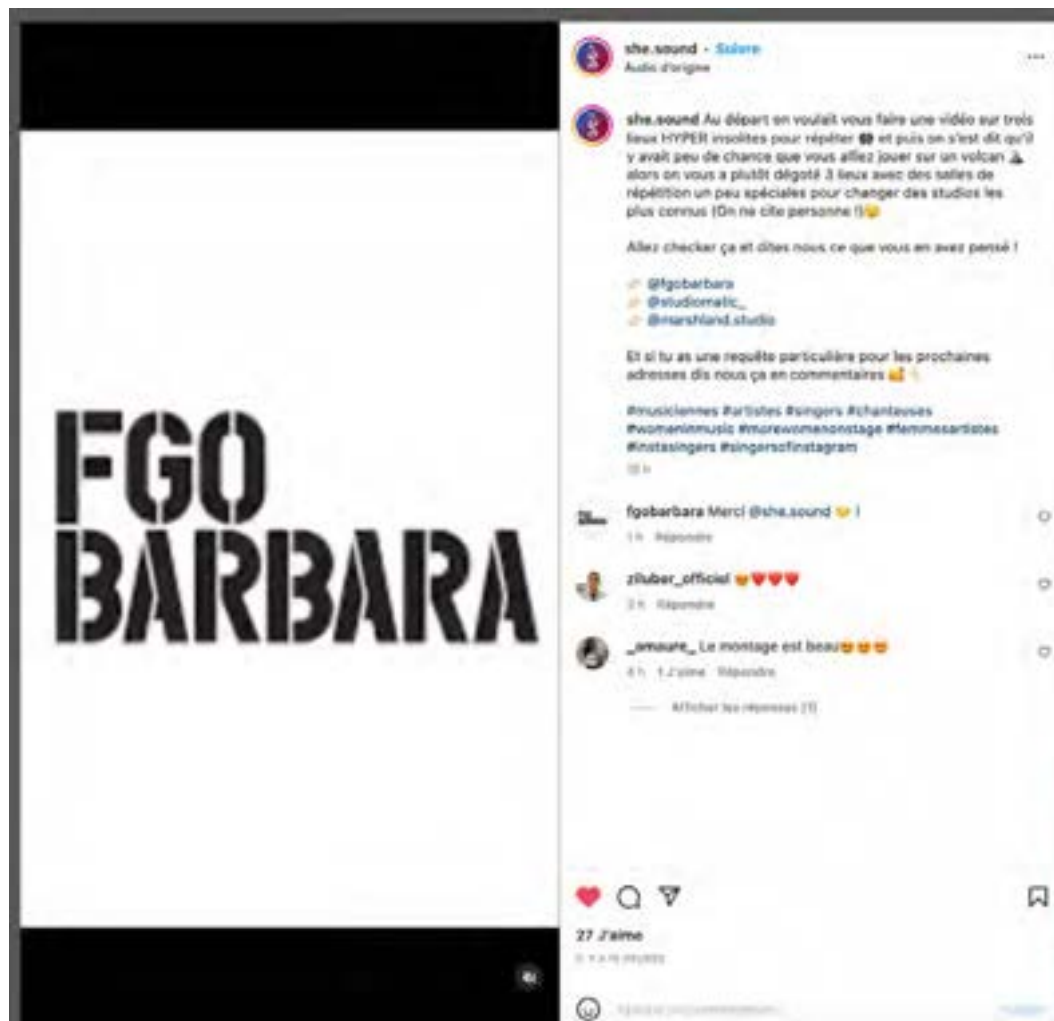 FGO
BARBARA
she.sound • Suivre
Audio d'origine
she.sound Au départ on voulait vous faire une vidéo sur trois
lieux HYPER insolites pour répéter et puis on s'est dit qu'il
y avait peu de chance que vous alliez jouer sur un volcan 🌋
alors on vous a plutôt dégoté 3 lieux avec des salles de
répétition un peu spéciales pour changer des studios les
plus connus (On ne cite personne !)
Allez checker ça et dites nous ce que vous en avez pensé !
👉🏻 @fgobarbara
👉🏻 @studiomatic_
👉🏻 @marshland.studio
Et si tu as une requête particulière pour les prochaines
adresses dis nous ça en commentaires
#musiciennes #artistes #singers #chanteuses
#womeninmusic #morewomenonstage #femmesartistes
#instasingers #singersofinstagram
fgobarbara Merci @she.sound !
1 h Répondre
ziluber_officiel 😍❤️❤️❤️
Répondre
_amaure_ Le montage est beau😍😍😍
1 J'aime Répondre
Afficher les réponses (1)
27 J'aime